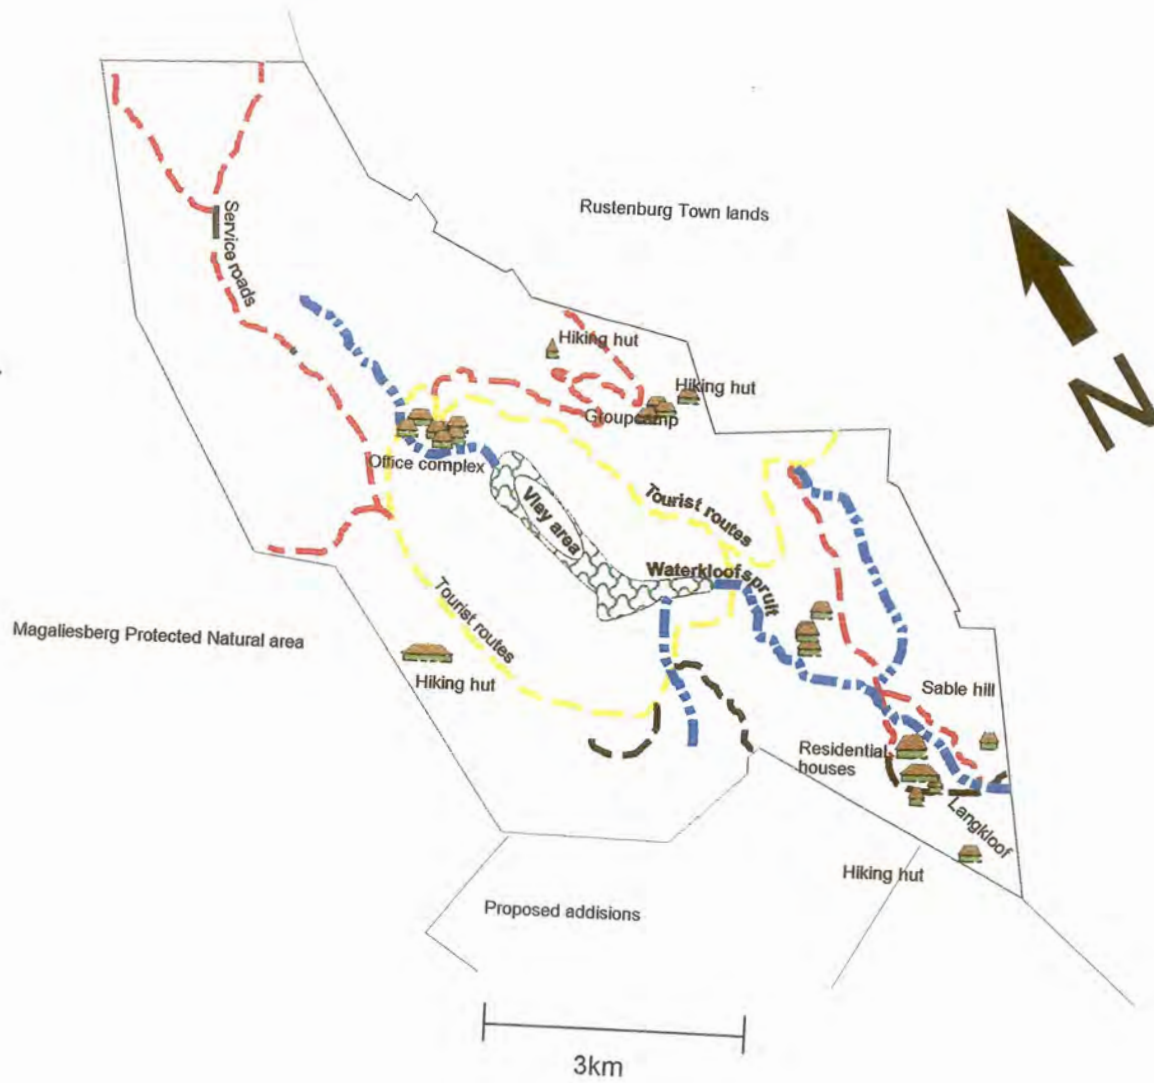 Rustenburg Town lands
Service roads
Hiking hut
Hiking hut
Groupcamp
Office complex
Vley area
Tourist routes
Waterkloofspruit
Tourist routes
Magaliesberg Protected Natural area
Hiking hut
Sable hill
Residential
houses
Langkloof
Hiking hut
Proposed addisions
3km
N